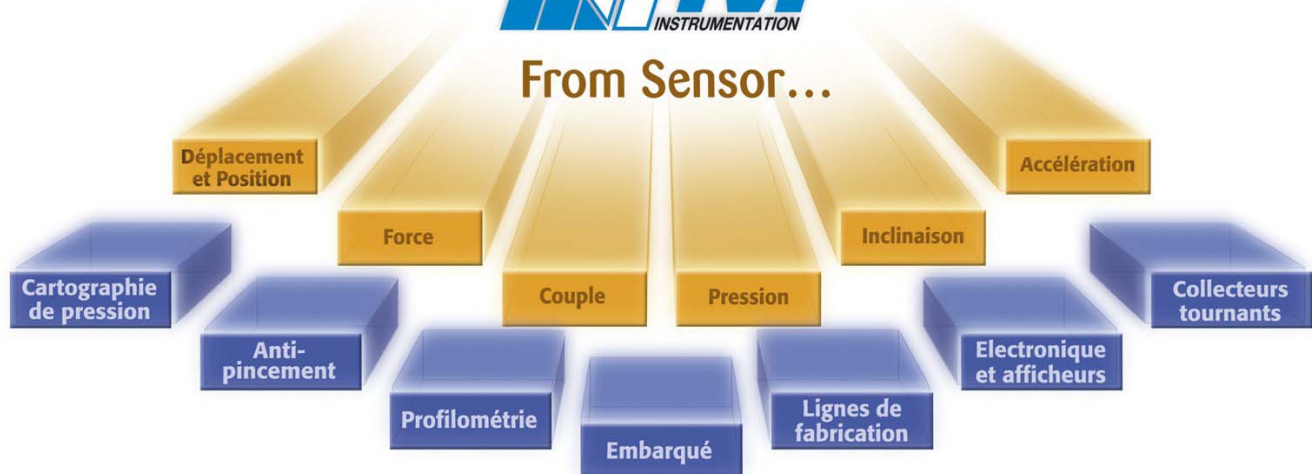 INSTRUMENTATION
From Sensor...
Déplacement
et Position
Accélération
Force
Inclinaison
Couple
Pression
Cartographie
de pression
Collecteurs
tournants
Anti-
pincement
Electronique
et afficheurs
Profilométrie
Lignes de
fabrication
Embarqué